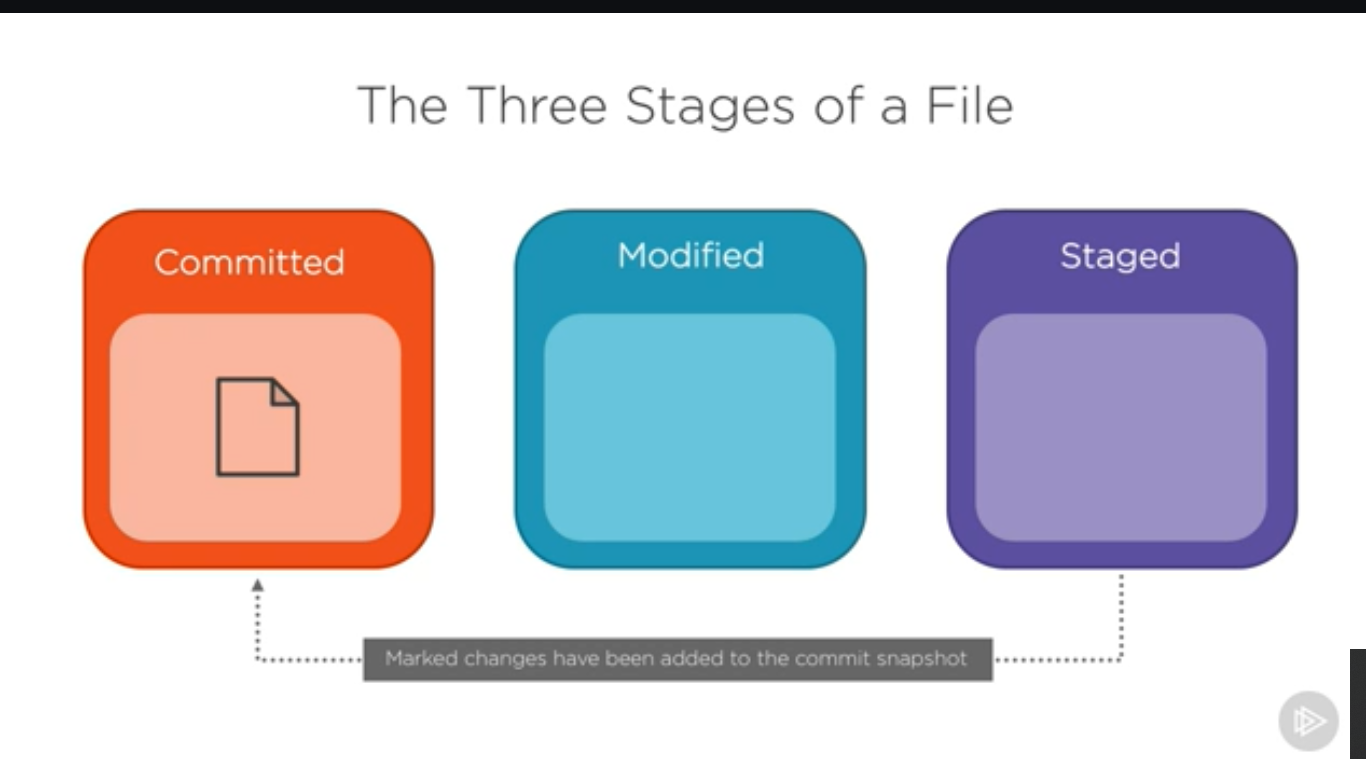 The Three Stages of a File
Committed
Modified
Staged
Marked changes have been added to the commit snapshot